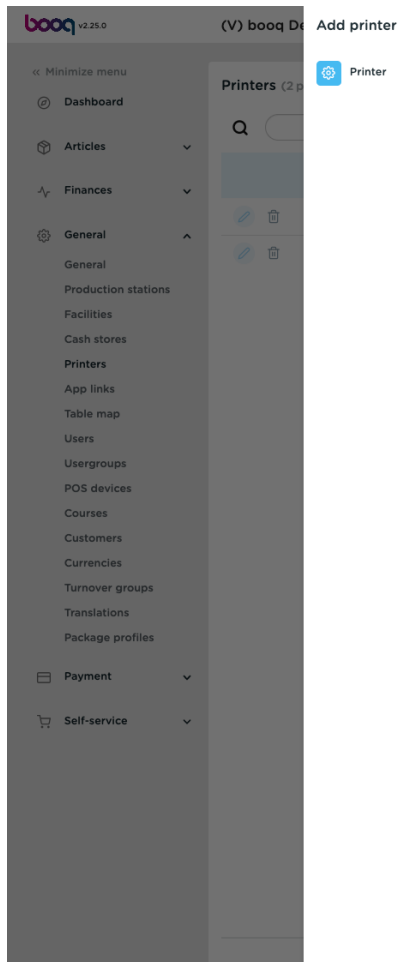 booq v2.25.0
(V) booq De
Add printer
« Minimize menu
Printers (2 p
Printer
Dashboard
Articles
Finances
General
General
Production stations
Facilities
Cash stores
Printers
App links
Table map
Users
Usergroups
POS devices
Courses
Customers
Currencies
Turnover groups
Translations
Package profiles
Payment
Self-service